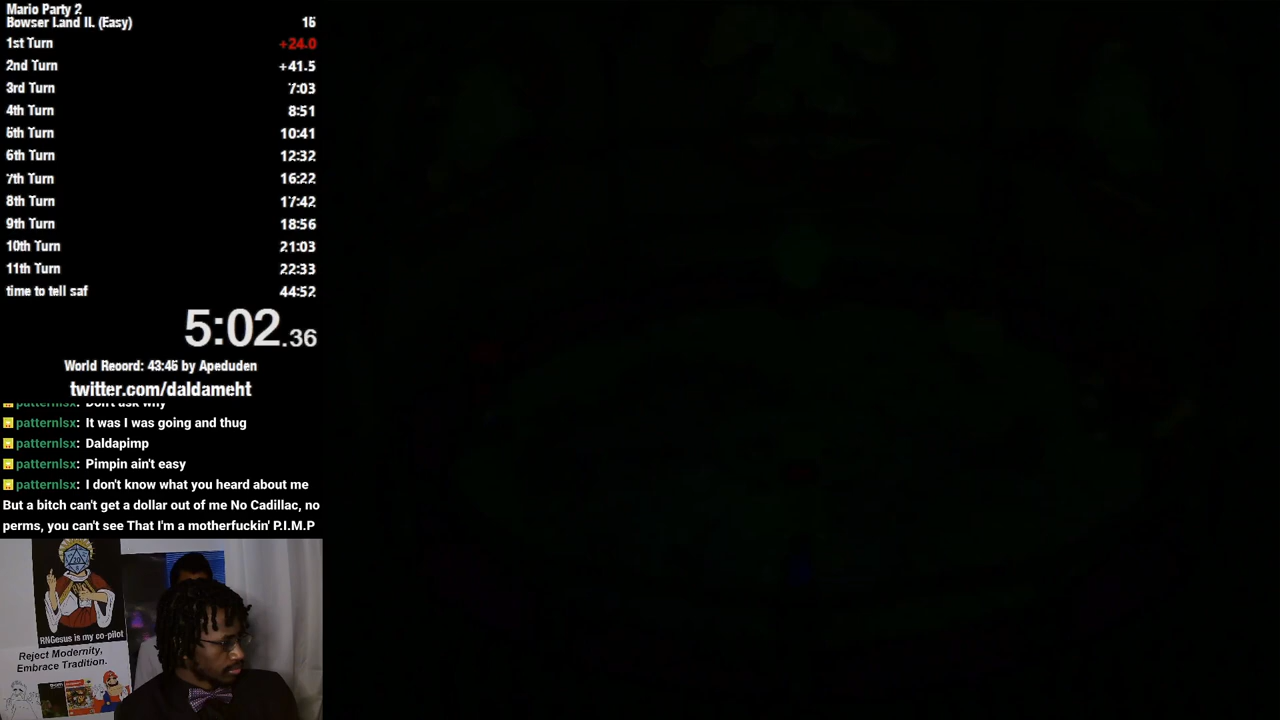 Mario Party 2
Bowser Land IL (Easy) 15
1st Turn +24.0
2nd Turn +41.5
3rd Turn 7:03
4th Turn 8:51
5th Turn 10:41
6th Turn 12:32
7th Turn 16:22
8th Turn 17:42
9th Turn 18:56
10th Turn 21:03
11th Turn 22:33
time to tell saf 44:52
5:02.36
World Record: 43:45 by Apeduden
twitter.com/daldameht
patternlsx: Don't ask why
patternlsx: It was I was going and thug
patternlsx: Daldapimp
patternlsx: Pimpin ain't easy
patternlsx: I don't know what you heard about me
But a bitch can't get a dollar out of me No Cadillac, no
perms, you can't see That I'm a motherfuckin' P.I.M.P
RNGesus is my co-pilot
Reject Modernity,
Embrace Tradition.